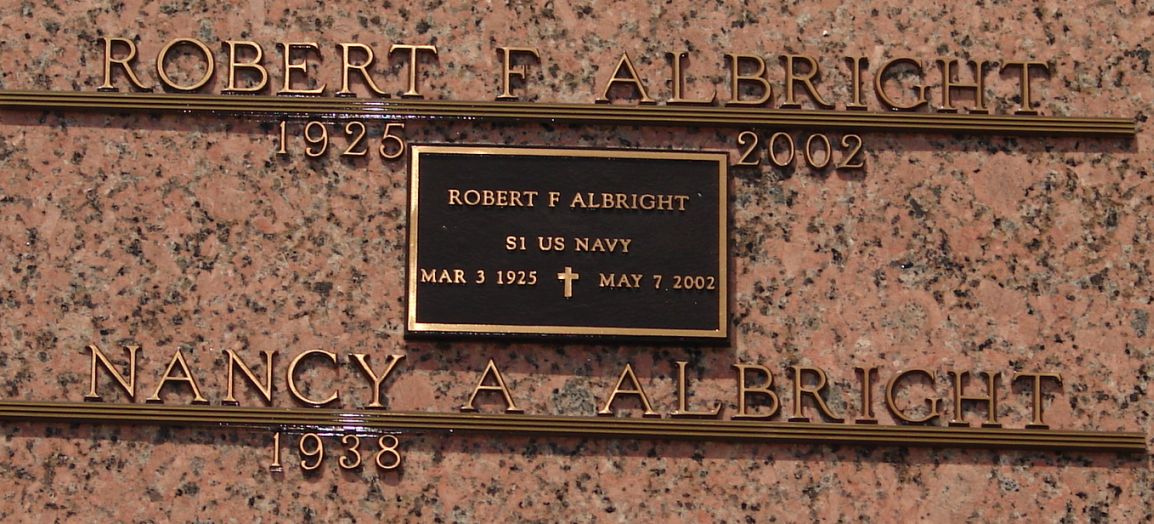 ROBERT F ALBRIGHT
1925 2002
ROBERT F ALBRIGHT
S1 US NAVY
MAR 3 1925 MAY 7 2002
NANCY A ALBRIGHT
1938